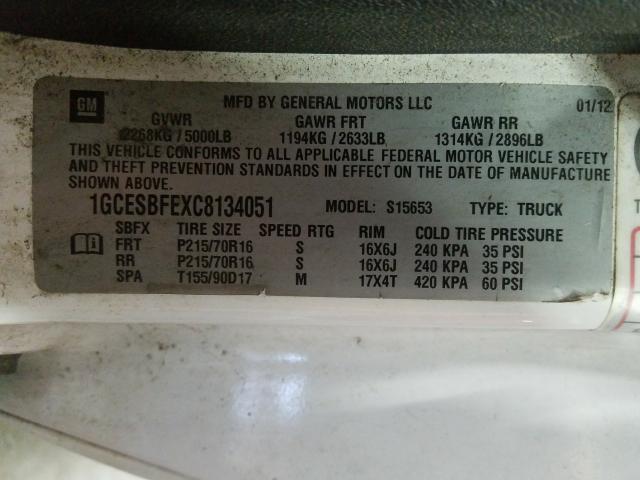 GM
MFD BY GENERAL MOTORS LLC 01/12
GVWR GAWR FRT GAWR RR
2268KG / 5000LB 1194KG / 2633LB 1314KG / 2896LB
THIS VEHICLE CONFORMS TO ALL APPLICABLE FEDERAL MOTOR VEHICLE SAFETY
AND THEFT PREVENTION STANDARDS IN EFFECT ON THE DATE OF MANUFACTURE
SHOWN ABOVE.
1GCESBFEXC8134051 MODEL: S15653 TYPE: TRUCK
SBFX TIRE SIZE SPEED RTG RIM COLD TIRE PRESSURE
FRT P215/70R16 S 16X6J 240 KPA 35 PSI
RR P215/70R16 S 16X6J 240 KPA 35 PSI
SPA T155/90D17 M 17X4T 420 KPA 60 PSI